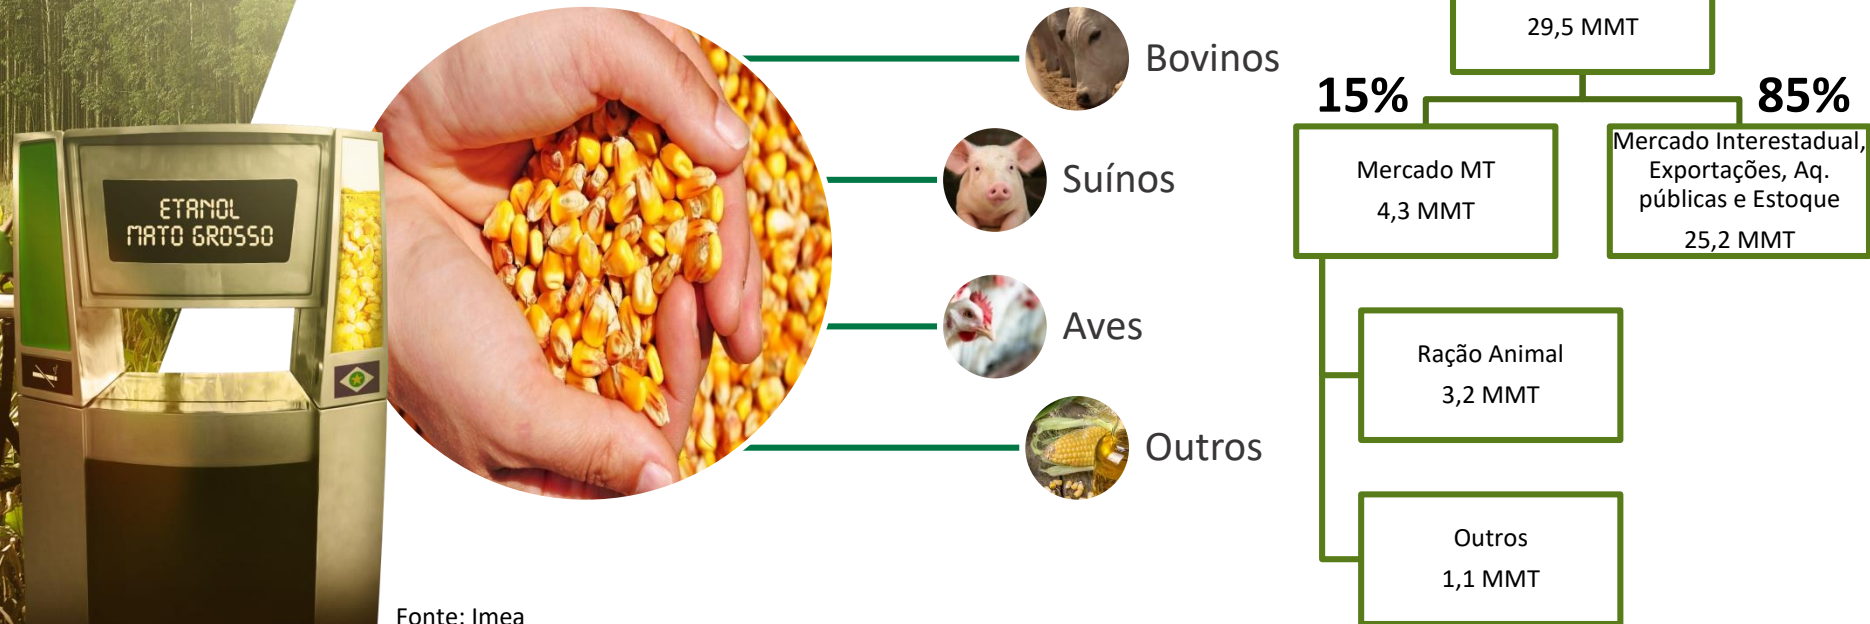 ETANOL
MATO GROSSO
Bovinos
Suínos
Aves
Outros
Fonte: Imea
29,5 MMT
15%
85%
Mercado MT
4,3 MMT
Mercado Interestadual,
Exportações, Aq.
públicas e Estoque
25,2 MMT
Ração Animal
3,2 MMT
Outros
1,1 MMT